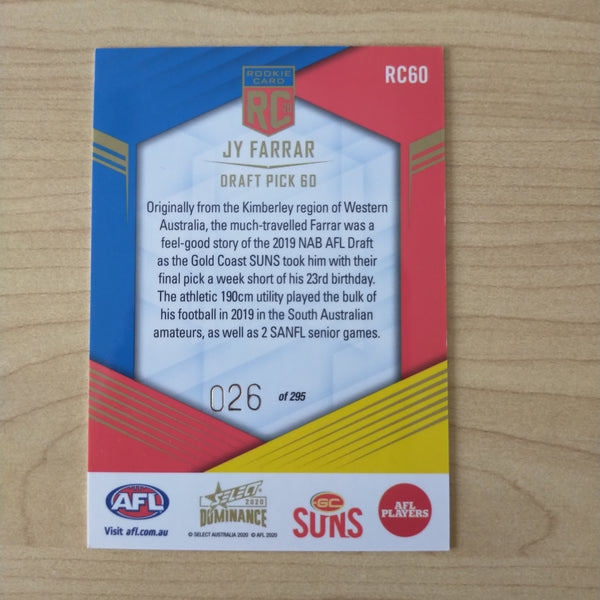 RC60
ROOKIE
CARD
RC
JY FARRAR
DRAFT PICK 60
Originally from the Kimberley region of Western
Australia, the much-travelled Farrar was a
feel-good story of the 2019 NAB AFL Draft
as the Gold Coast SUNS took him with their
final pick a week short of his 23rd birthday.
The athletic 190cm utility played the bulk of
his football in 2019 in the South Australian
amateurs, as well as 2 SANFL senior games.
026 of 295
AFL
Visit afl.com.au
SELECT
2020
DOMINANCE
© SELECT AUSTRALIA 2020 © AFL 2020
GC
SUNS
AFL
PLAYERS